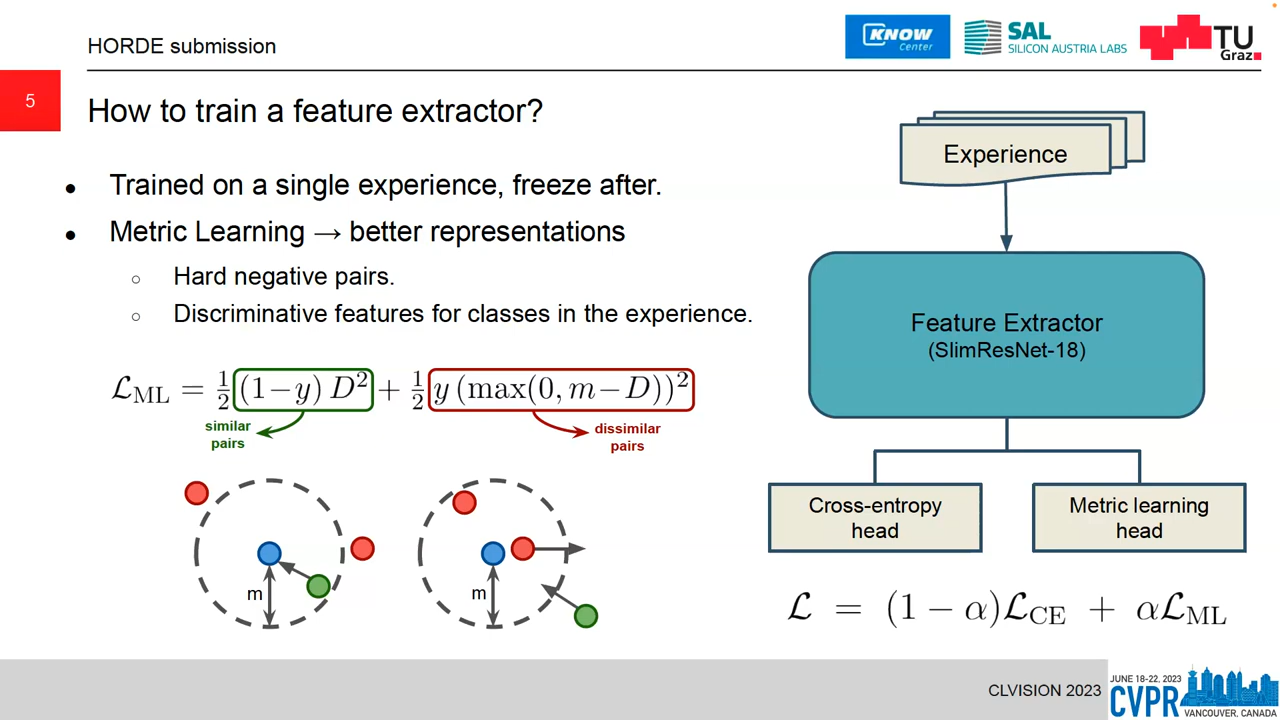 HORDE submission
KNOW
Center
SAL
SILICON AUSTRIA LABS
TU
Graz
5
How to train a feature extractor?
● Trained on a single experience, freeze after.
● Metric Learning → better representations
○ Hard negative pairs.
○ Discriminative features for classes in the experience.
ℒ_ML = ½ (1−y) D² + ½ y (max(0, m−D))²
similar
pairs
dissimilar
pairs
m
m
Experience
Feature Extractor
(SlimResNet-18)
Cross-entropy
head
Metric learning
head
ℒ = (1 − α)ℒ_CE + αℒ_ML
CLVISION 2023
JUNE 18-22, 2023
CVPR
VANCOUVER, CANADA